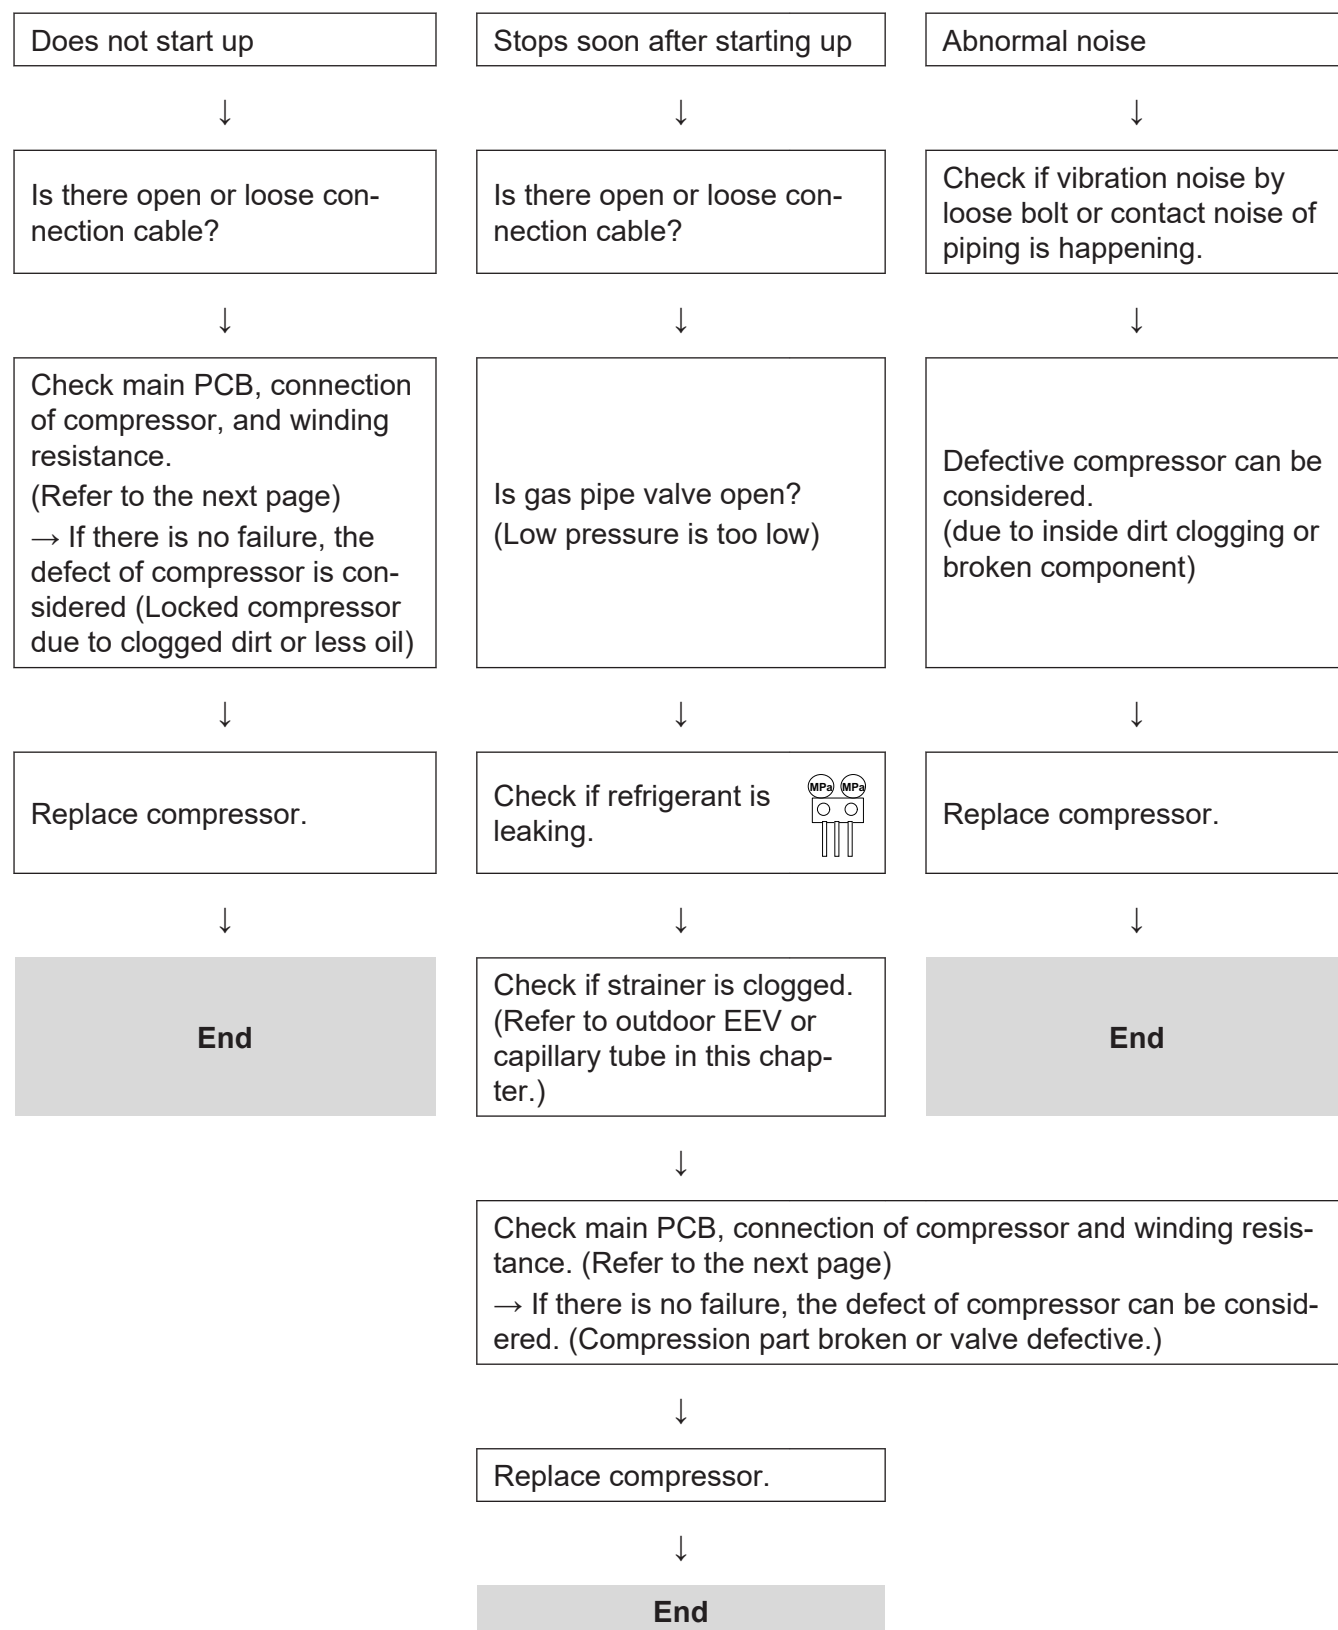 Does not start up
↓
Is there open or loose con-
nection cable?
↓
Check main PCB, connection
of compressor, and winding
resistance.
(Refer to the next page)
→ If there is no failure, the
defect of compressor is con-
sidered (Locked compressor
due to clogged dirt or less oil)
↓
Replace compressor.
↓
End
Stops soon after starting up
↓
Is there open or loose con-
nection cable?
↓
Is gas pipe valve open?
(Low pressure is too low)
↓
Check if refrigerant is
leaking.
MPa MPa
↓
Check if strainer is clogged.
(Refer to outdoor EEV or
capillary tube in this chap-
ter.)
↓
Check main PCB, connection of compressor and winding resis-
tance. (Refer to the next page)
→ If there is no failure, the defect of compressor can be consid-
ered. (Compression part broken or valve defective.)
↓
Replace compressor.
↓
End
Abnormal noise
↓
Check if vibration noise by
loose bolt or contact noise of
piping is happening.
↓
Defective compressor can be
considered.
(due to inside dirt clogging or
broken component)
↓
Replace compressor.
↓
End